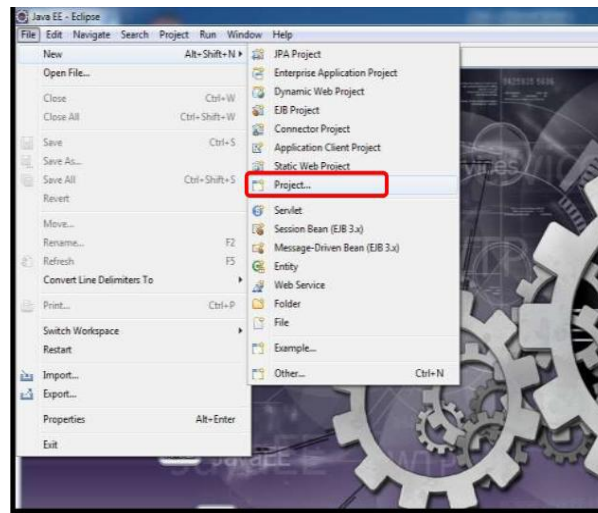 Java EE - Eclipse
File Edit Navigate Search Project Run Window Help
New Alt+Shift+N
Open File...
Close Ctrl+W
Close All Ctrl+Shift+W
Save Ctrl+S
Save As...
Save All Ctrl+Shift+S
Revert
Move...
Rename... F2
Refresh F5
Convert Line Delimiters To
Print... Ctrl+P
Switch Workspace
Restart
Import...
Export...
Properties Alt+Enter
Exit
JPA Project
Enterprise Application Project
Dynamic Web Project
EJB Project
Connector Project
Application Client Project
Static Web Project
Project...
Servlet
Session Bean (EJB 3.x)
Message-Driven Bean (EJB 3.x)
Entity
Web Service
Folder
File
Example...
Other... Ctrl+N
WTP